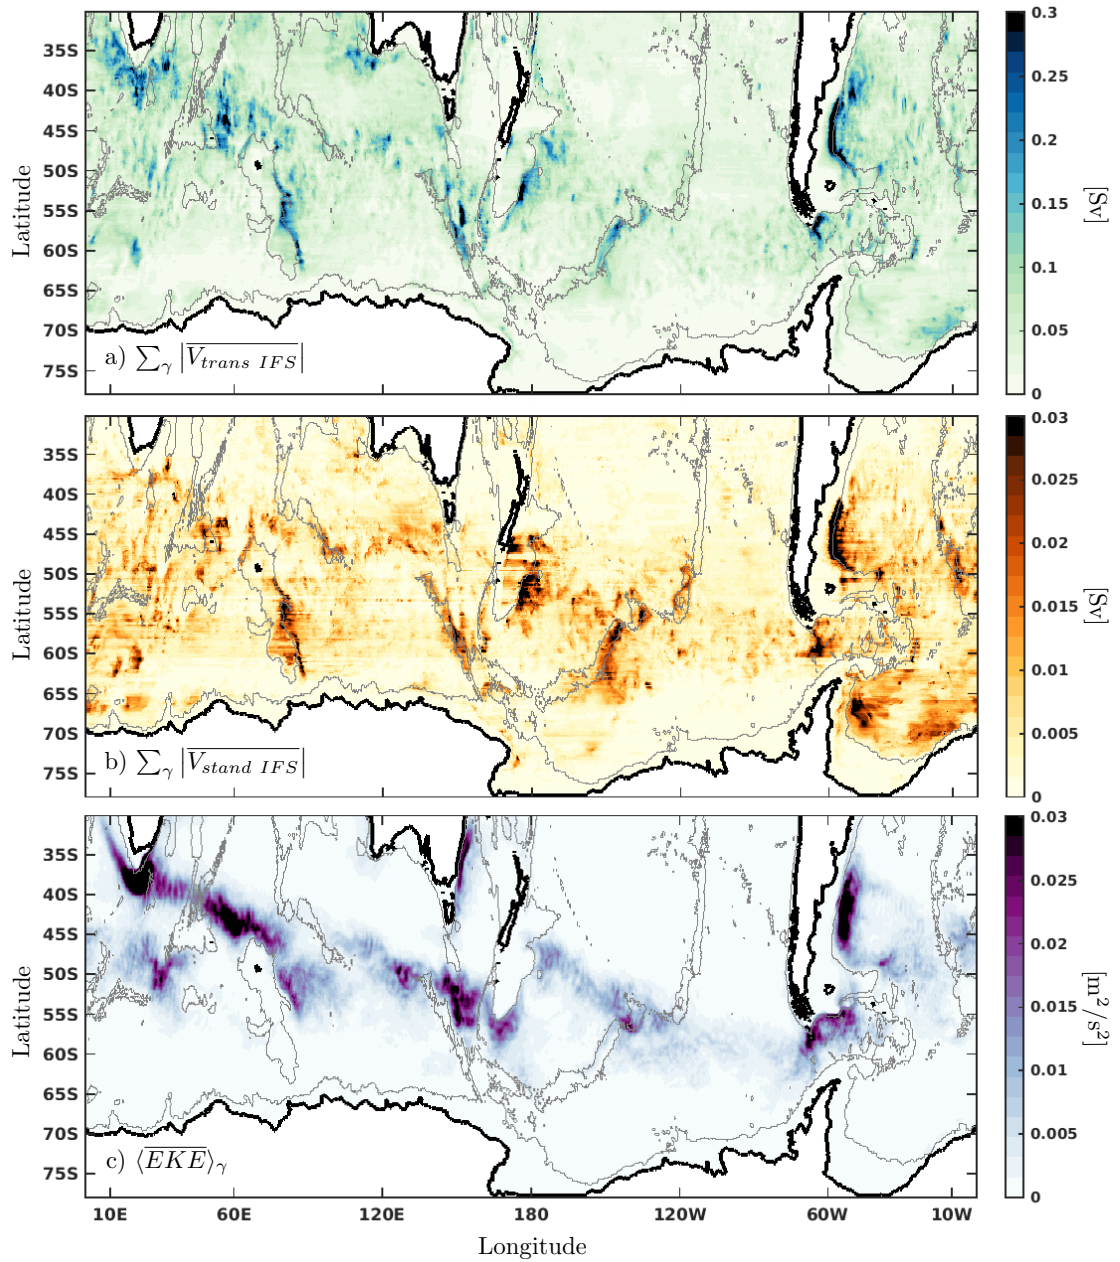 35S
40S
45S
50S
55S
60S
65S
70S
75S
Latitude
a) ∑γ |V̅trans IFS|
0.3
0.25
0.2
0.15
0.1
0.05
0
[Sv]
35S
40S
45S
50S
55S
60S
65S
70S
75S
Latitude
b) ∑γ |V̅stand IFS|
0.03
0.025
0.02
0.015
0.01
0.005
0
[Sv]
35S
40S
45S
50S
55S
60S
65S
70S
75S
Latitude
c) ⟨EKE⟩γ
0.03
0.025
0.02
0.015
0.01
0.005
0
[m²/s²]
10E 60E 120E 180 120W 60W 10W
Longitude